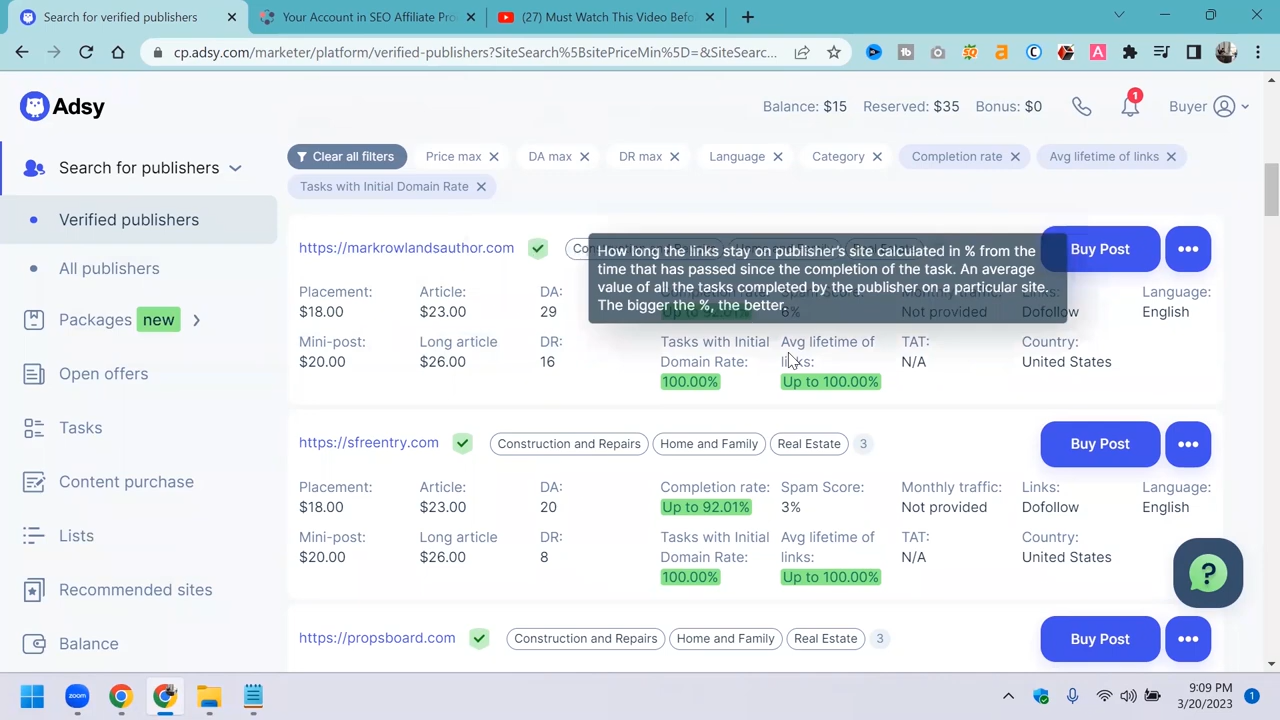 Search for verified publishers
Your Account in SEO Affiliate Pro
(27) Must Watch This Video Befo
cp.adsy.com/marketer/platform/verified-publishers?SiteSearch%5BsitePriceMin%5D=&SiteSearc...
Adsy
Balance: $15
Reserved: $35
Bonus: $0
1
Buyer
Search for publishers
Verified publishers
All publishers
Packages new
Open offers
Tasks
Content purchase
Lists
Recommended sites
Balance
Clear all filters
Price max
DA max
DR max
Language
Category
Completion rate
Avg lifetime of links
Tasks with Initial Domain Rate
https://markrowlandsauthor.com
How long the links stay on publisher's site calculated in % from the
time that has passed since the completion of the task. An average
value of all the tasks completed by the publisher on a particular site.
The bigger the %, the better.
Buy Post
Placement:
$18.00
Article:
$23.00
DA:
29
Not provided
Dofollow
Language:
English
Mini-post:
$20.00
Long article
$26.00
DR:
16
Tasks with Initial
Domain Rate:
100.00%
Avg lifetime of
links:
Up to 100.00%
TAT:
N/A
Country:
United States
https://sfreentry.com
Construction and Repairs
Home and Family
Real Estate
3
Buy Post
Placement:
$18.00
Article:
$23.00
DA:
20
Completion rate:
Up to 92.01%
Spam Score:
3%
Monthly traffic:
Not provided
Links:
Dofollow
Language:
English
Mini-post:
$20.00
Long article
$26.00
DR:
8
Tasks with Initial
Domain Rate:
100.00%
Avg lifetime of
links:
Up to 100.00%
TAT:
N/A
Country:
United States
https://propsboard.com
Construction and Repairs
Home and Family
Real Estate
3
Buy Post
zoom
9:09 PM
3/20/2023
1